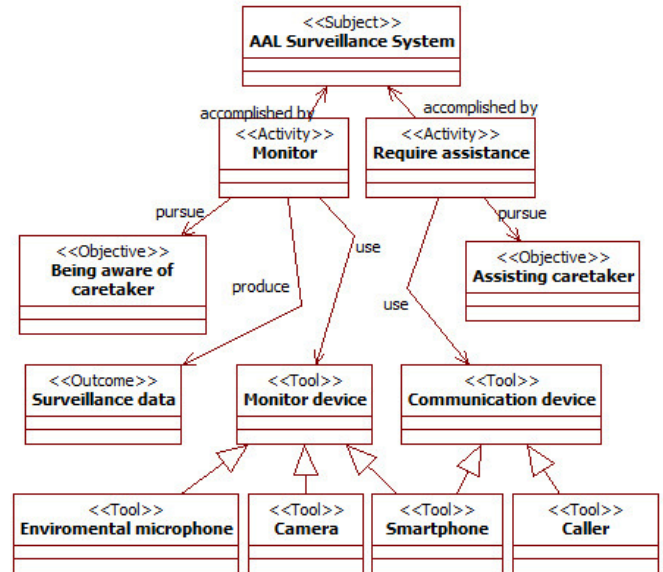 <<Subject>>
AAL Surveillance System
accomplished by
accomplished by
<<Activity>>
Monitor
<<Activity>>
Require assistance
pursue
pursue
<<Objective>>
Being aware of
caretaker
use
<<Objective>>
Assisting caretaker
produce
use
<<Outcome>>
Surveillance data
<<Tool>>
Monitor device
<<Tool>>
Communication device
<<Tool>>
Enviromental microphone
<<Tool>>
Camera
<<Tool>>
Smartphone
<<Tool>>
Caller